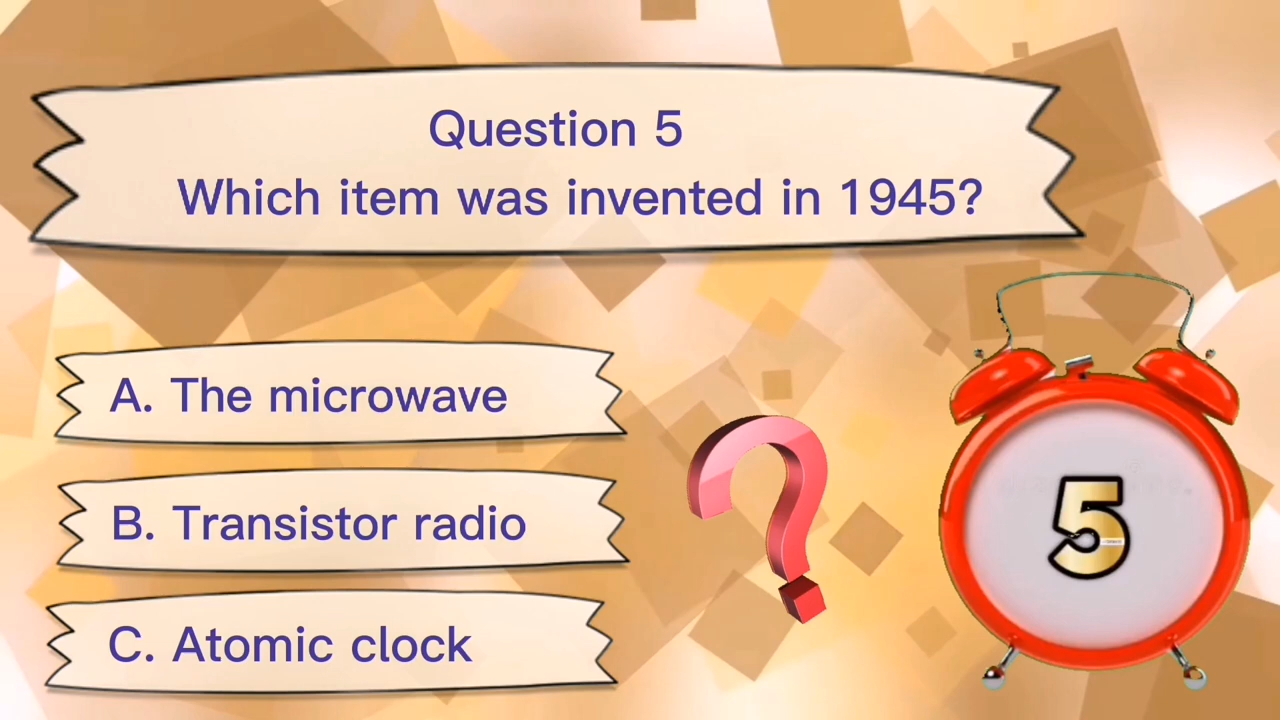 Question 5
Which item was invented in 1945?
A. The microwave
B. Transistor radio
C. Atomic clock
5